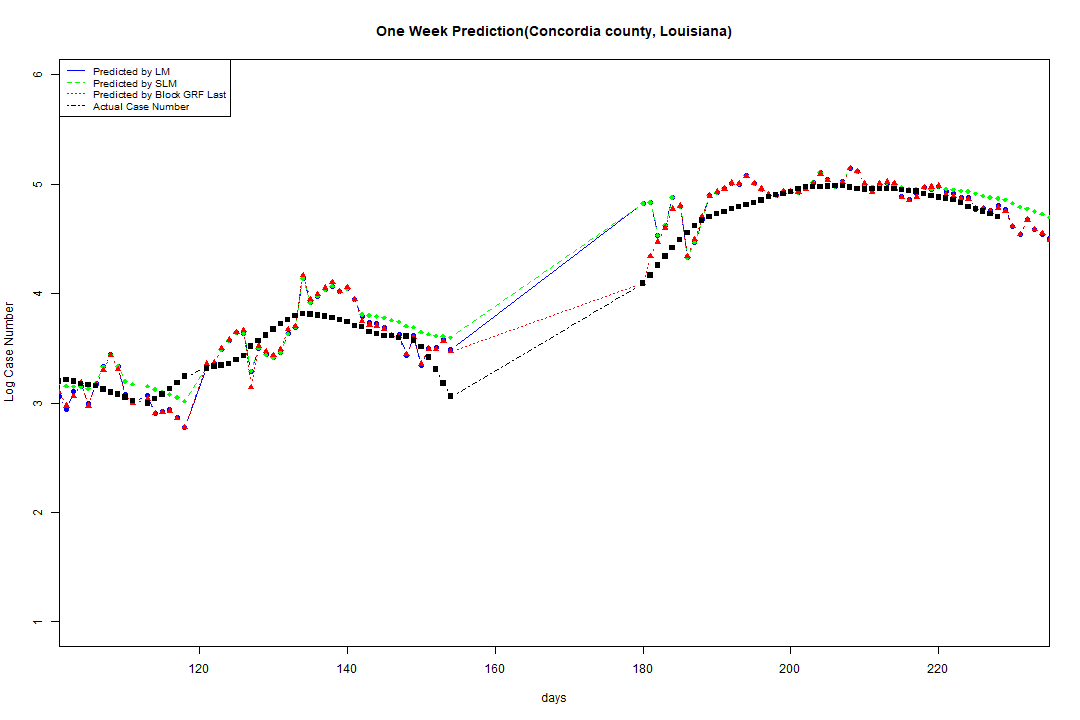 One Week Prediction(Concordia county, Louisiana)
Predicted by LM
Predicted by SLM
Predicted by Block GRF Last
Actual Case Number
6
5
4
3
2
1
Log Case Number
120 140 160 180 200 220
days